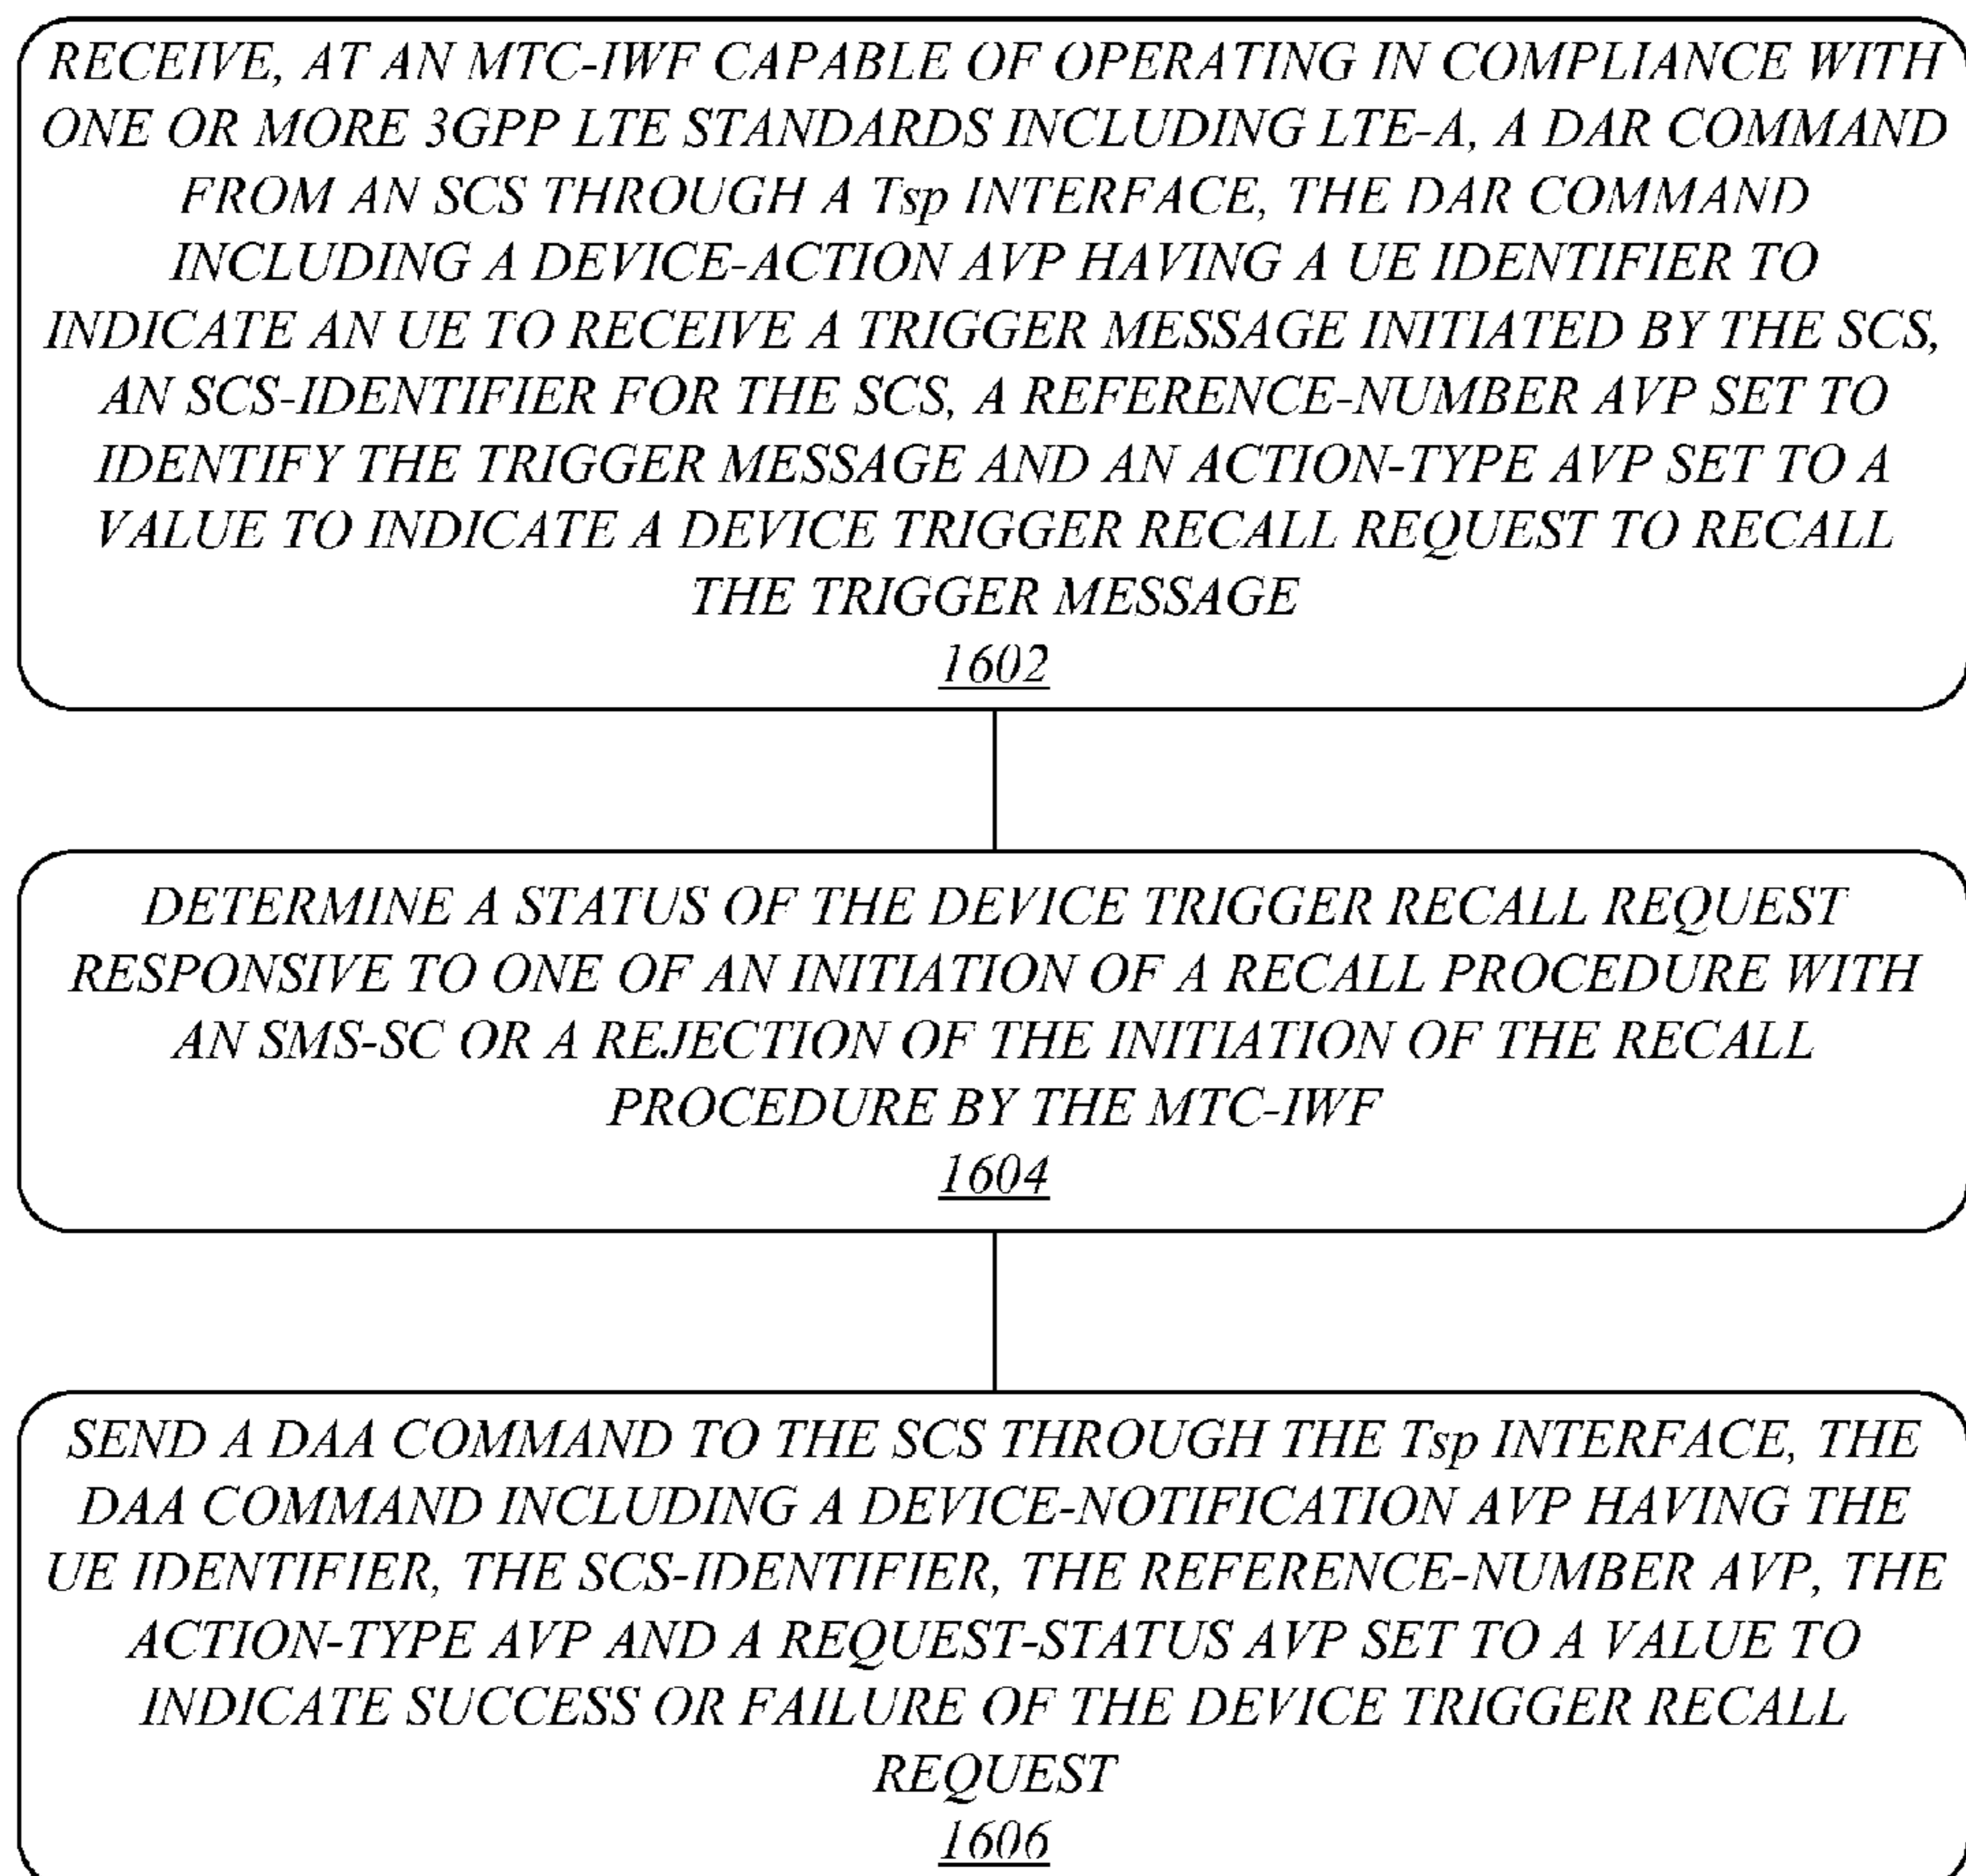 RECEIVE, AT AN MTC-IWF CAPABLE OF OPERATING IN COMPLIANCE WITH
ONE OR MORE 3GPP LTE STANDARDS INCLUDING LTE-A, A DAR COMMAND
FROM AN SCS THROUGH A Tsp INTERFACE, THE DAR COMMAND
INCLUDING A DEVICE-ACTION AVP HAVING A UE IDENTIFIER TO
INDICATE AN UE TO RECEIVE A TRIGGER MESSAGE INITIATED BY THE SCS,
AN SCS-IDENTIFIER FOR THE SCS, A REFERENCE-NUMBER AVP SET TO
IDENTIFY THE TRIGGER MESSAGE AND AN ACTION-TYPE AVP SET TO A
VALUE TO INDICATE A DEVICE TRIGGER RECALL REQUEST TO RECALL
THE TRIGGER MESSAGE
1602
DETERMINE A STATUS OF THE DEVICE TRIGGER RECALL REQUEST
RESPONSIVE TO ONE OF AN INITIATION OF A RECALL PROCEDURE WITH
AN SMS-SC OR A REJECTION OF THE INITIATION OF THE RECALL
PROCEDURE BY THE MTC-IWF
1604
SEND A DAA COMMAND TO THE SCS THROUGH THE Tsp INTERFACE, THE
DAA COMMAND INCLUDING A DEVICE-NOTIFICATION AVP HAVING THE
UE IDENTIFIER, THE SCS-IDENTIFIER, THE REFERENCE-NUMBER AVP, THE
ACTION-TYPE AVP AND A REQUEST-STATUS AVP SET TO A VALUE TO
INDICATE SUCCESS OR FAILURE OF THE DEVICE TRIGGER RECALL
REQUEST
1606